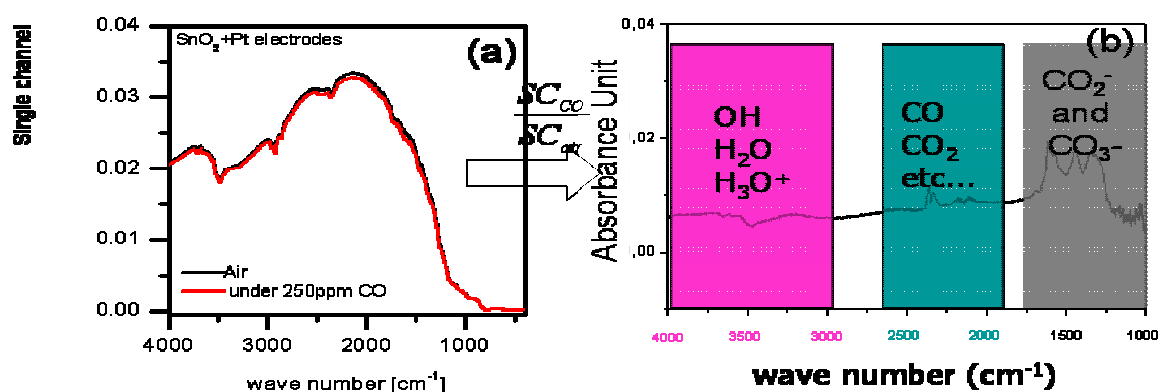 Single channel
0.04
0.03
0.02
0.01
0.00
SnO₂+Pt electrodes
(a)
Air
under 250ppm CO
4000 3000 2000 1000
wave number [cm⁻¹]
SC_CO
SC_air
Absorbance Unit
0,04
,02
,00
(b)
OH
H₂O
H₃O⁺
CO
CO₂
etc...
CO₂⁻
and
CO₃⁻
4000 3500 3000 2500 2000 1500 1000
wave number (cm⁻¹)